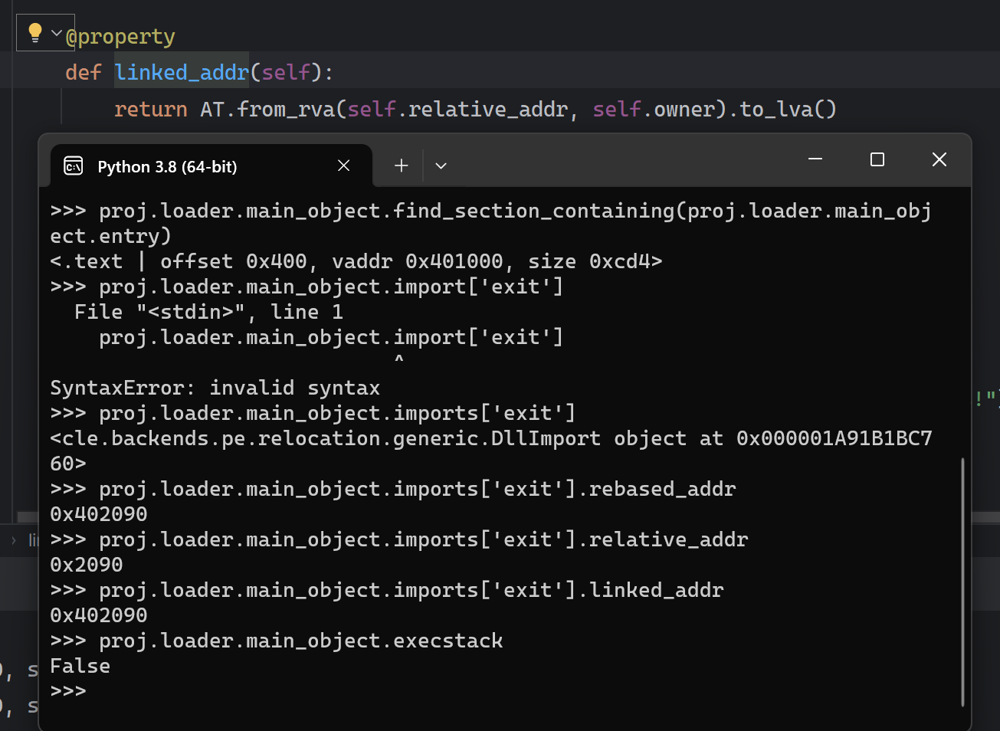 @property
def linked_addr(self):
return AT.from_rva(self.relative_addr, self.owner).to_lva()
Python 3.8 (64-bit)
>>> proj.loader.main_object.find_section_containing(proj.loader.main_obj
ect.entry)
<.text | offset 0x400, vaddr 0x401000, size 0xcd4>
>>> proj.loader.main_object.import['exit']
  File "<stdin>", line 1
    proj.loader.main_object.import['exit']
                            ^
SyntaxError: invalid syntax
>>> proj.loader.main_object.imports['exit']
<cle.backends.pe.relocation.generic.DllImport object at 0x000001A91B1BC7
60>
>>> proj.loader.main_object.imports['exit'].rebased_addr
0x402090
>>> proj.loader.main_object.imports['exit'].relative_addr
0x2090
>>> proj.loader.main_object.imports['exit'].linked_addr
0x402090
>>> proj.loader.main_object.execstack
False
>>>